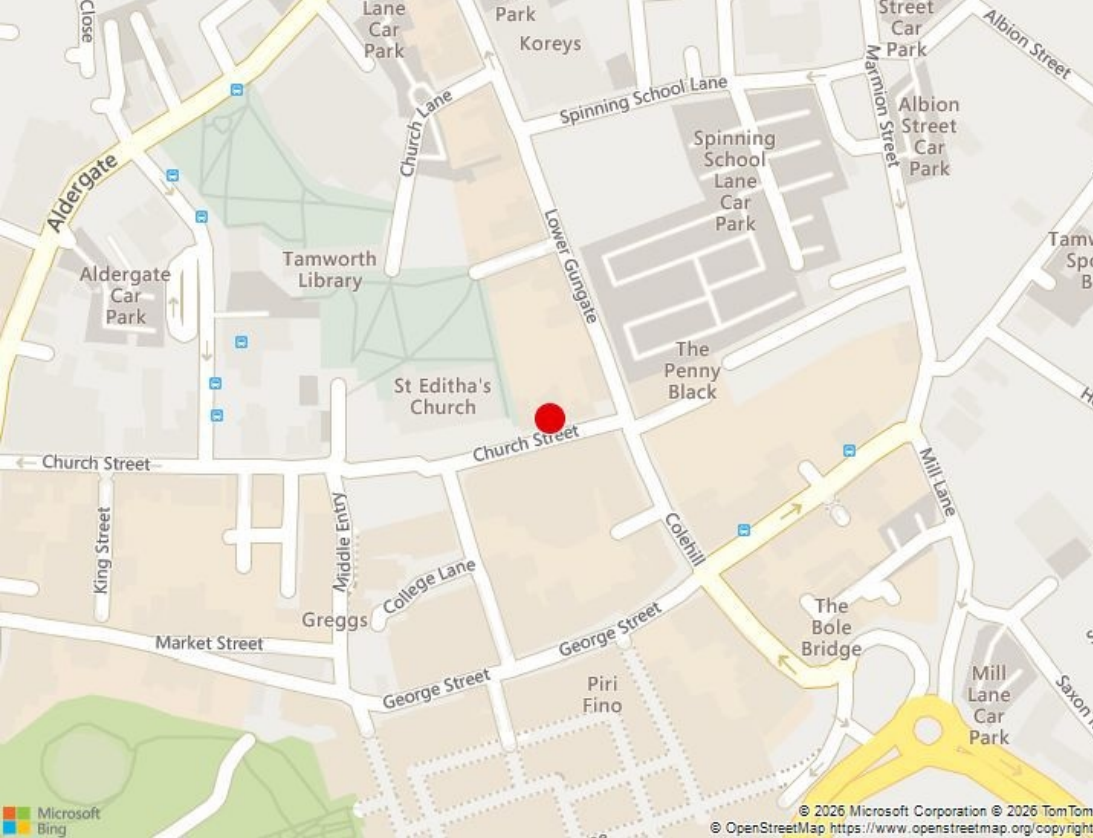 Close
Lane
Car
Park
Park
Koreys
Street
Car
Park
Albion Street
Marmion Street
Spinning School Lane
Church Lane
Albion
Street
Car
Park
Spinning
School
Lane
Car
Park
Aldergate
Lower Gungate
Tamworth
Library
Aldergate
Car
Park
The
Penny
Black
St Editha's
Church
Church Street
Church Street
Mill Lane
King Street
Middle Entry
Colehill
College Lane
Greggs
Market Street
George Street
George Street
The
Bole
Bridge
Piri
Fino
Mill
Lane
Car
Park
Microsoft
Bing
© 2026 Microsoft Corporation © 2026 TomTom
© OpenStreetMap https://www.openstreetmap.org/copyright